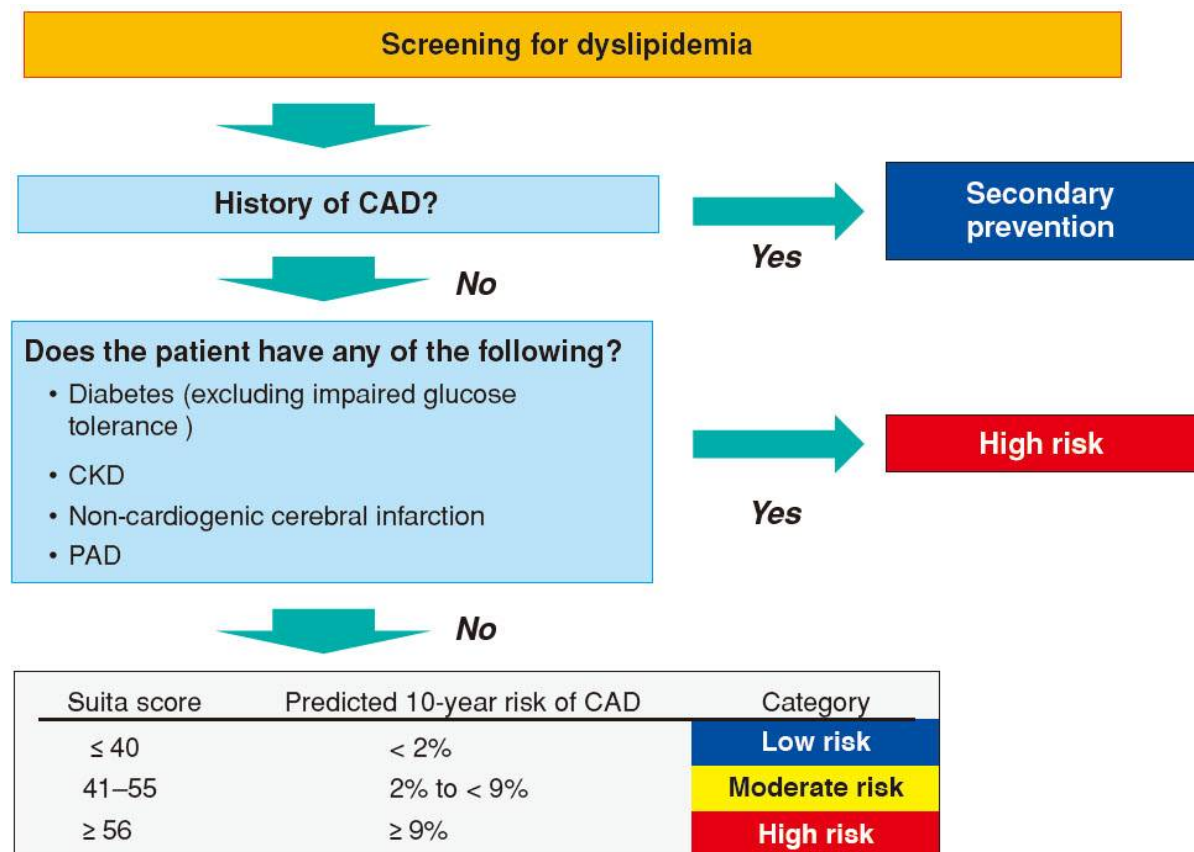 Screening for dyslipidemia
History of CAD?
Yes
Secondary
prevention
No
Does the patient have any of the following?
• Diabetes (excluding impaired glucose
tolerance )
• CKD
• Non-cardiogenic cerebral infarction
• PAD
Yes
High risk
No
Suita score Predicted 10-year risk of CAD Category
≤ 40 < 2% Low risk
41–55 2% to < 9% Moderate risk
≥ 56 ≥ 9% High risk